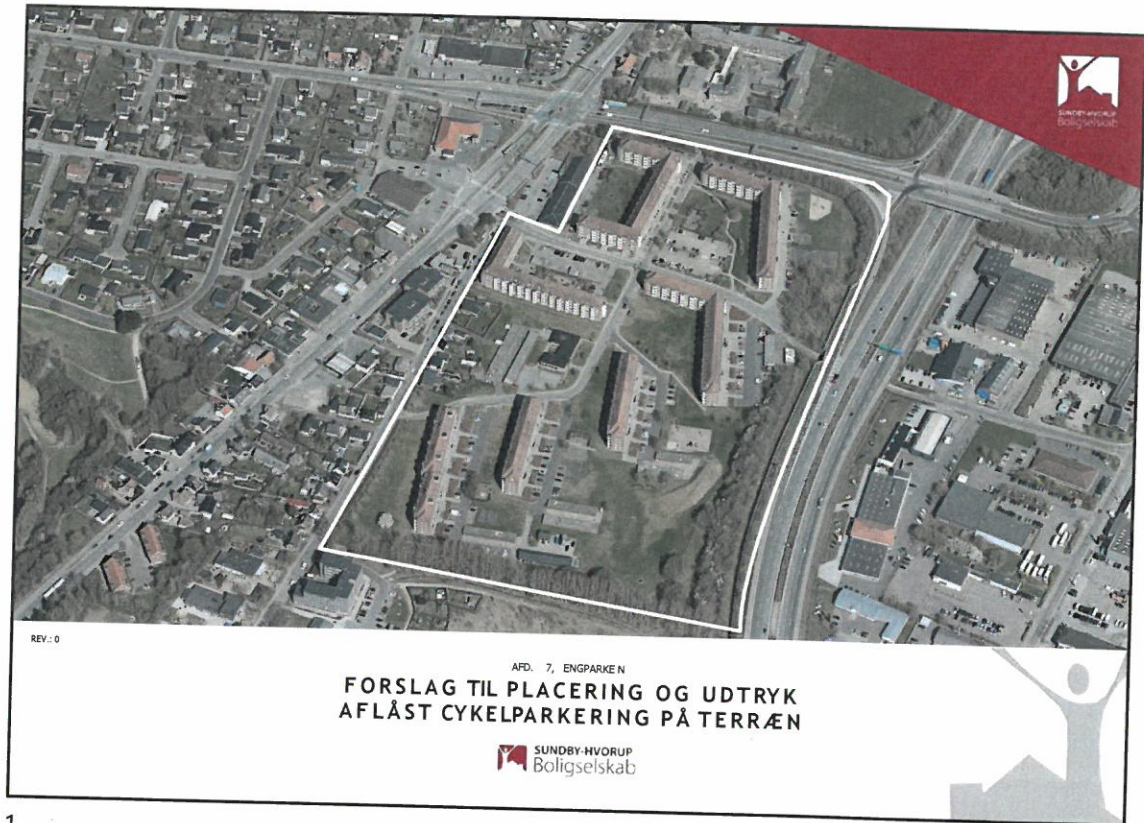 SUNDBY-HVORUP
Boligselskab
REV.: 0
AFD. 7, ENGPARKEN
FORSLAG TIL PLACERING OG UDTRYK
AFLÅST CYKELPARKERING PÅ TERRÆN
SUNDBY-HVORUP
Boligselskab
1